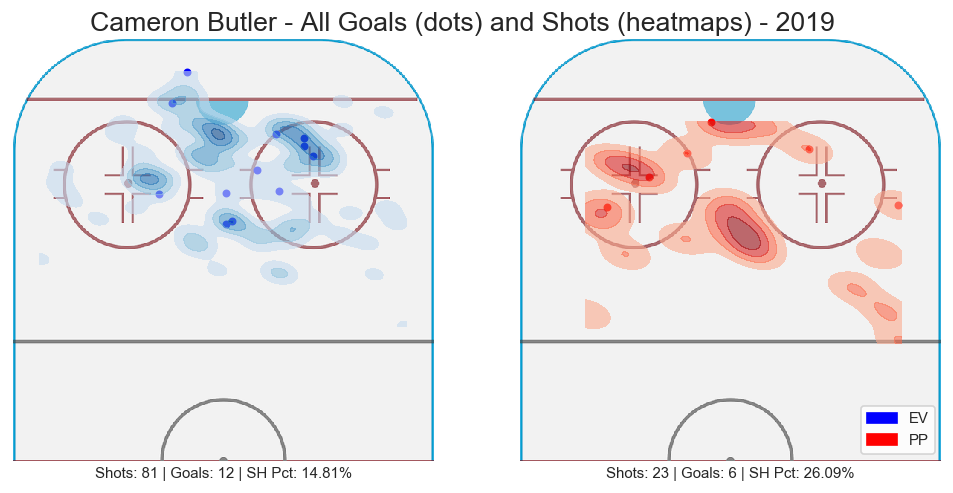 Cameron Butler - All Goals (dots) and Shots (heatmaps) - 2019
EV
PP
Shots: 81 | Goals: 12 | SH Pct: 14.81%
Shots: 23 | Goals: 6 | SH Pct: 26.09%